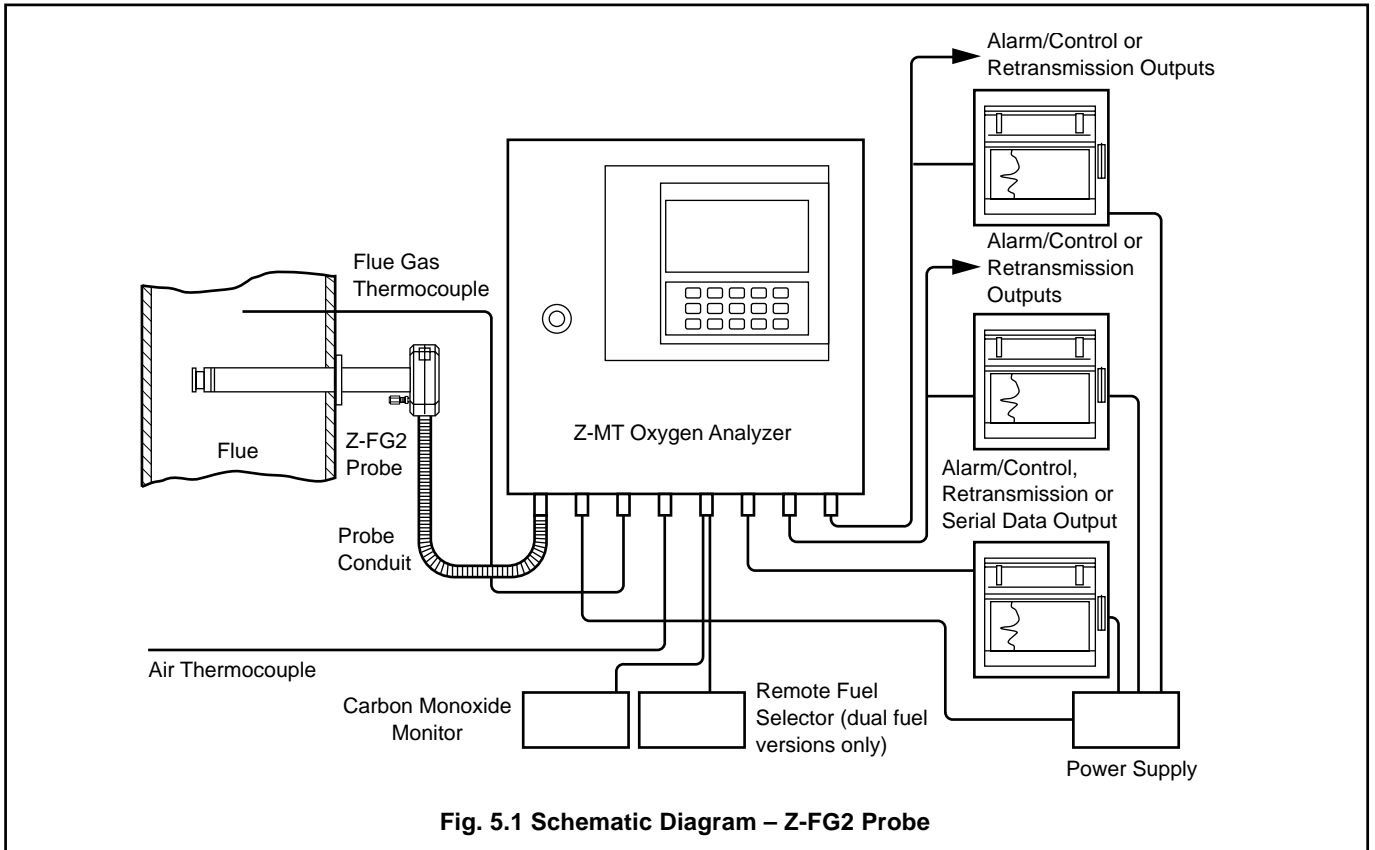 Alarm/Control or
Retransmission Outputs
Flue Gas
Thermocouple
Alarm/Control or
Retransmission
Outputs
Z-MT Oxygen Analyzer
Flue
Z-FG2
Probe
Alarm/Control,
Retransmission or
Serial Data Output
Probe
Conduit
Air Thermocouple
Carbon Monoxide
Monitor
Remote Fuel
Selector (dual fuel
versions only)
Power Supply
Fig. 5.1 Schematic Diagram – Z-FG2 Probe